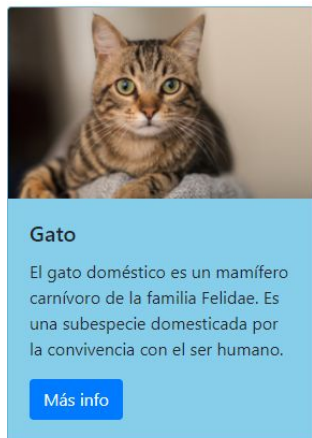 Gato
El gato doméstico es un mamífero
carnívoro de la familia Felidae. Es
una subespecie domesticada por
la convivencia con el ser humano.
Más info